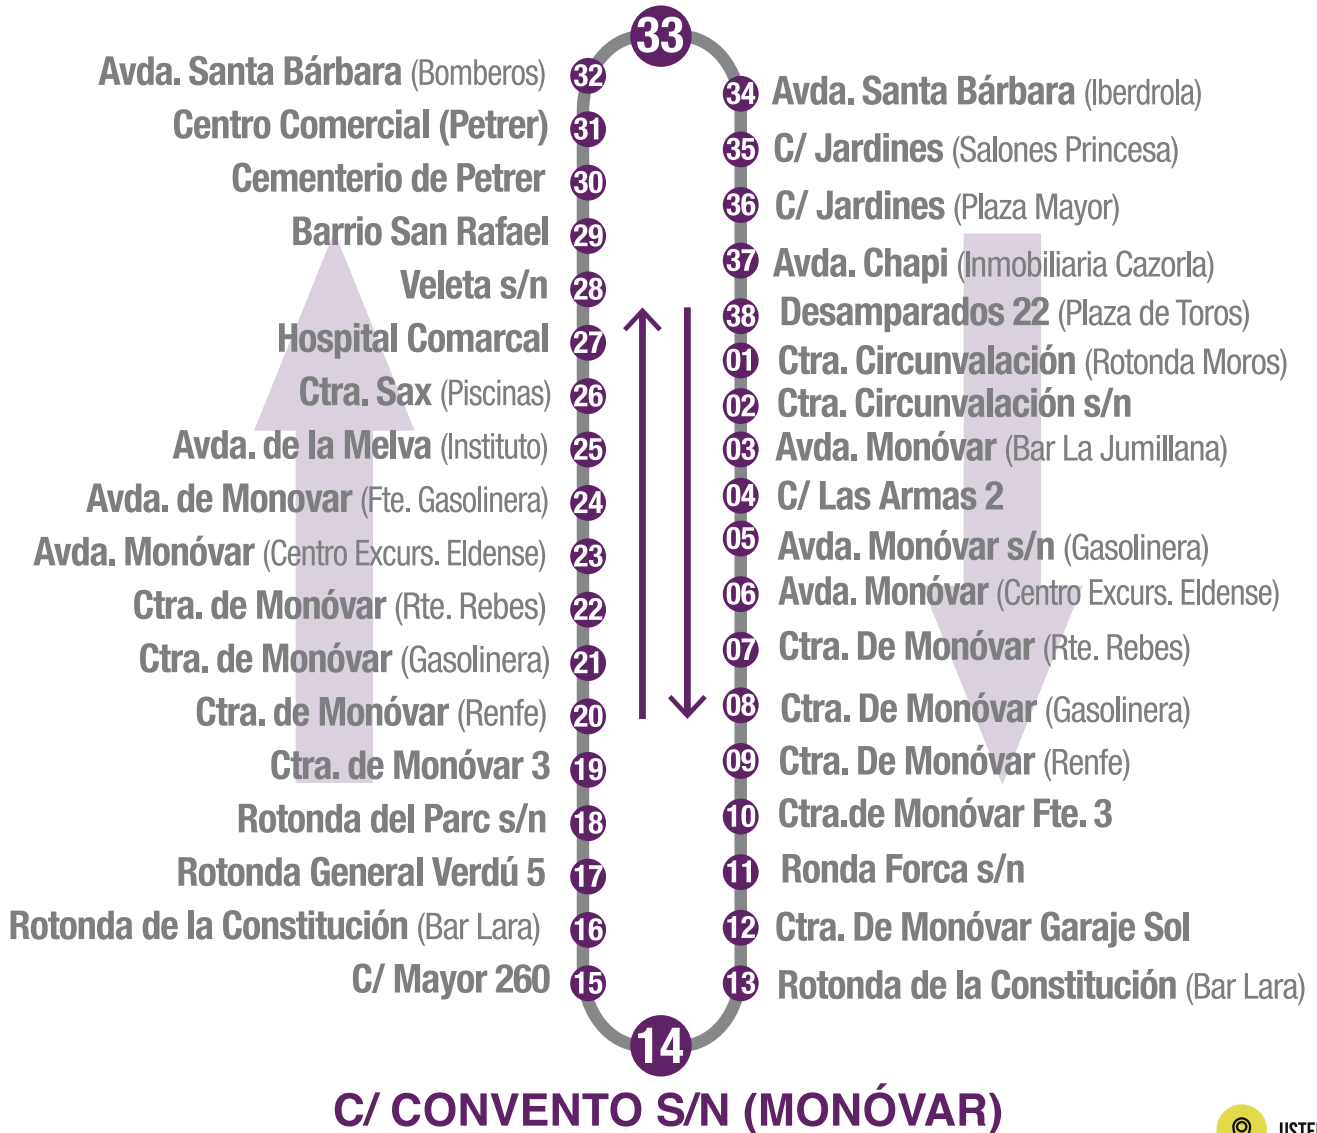 33
Avda. Santa Bárbara (Bomberos) 32
Centro Comercial (Petrer) 31
Cementerio de Petrer 30
Barrio San Rafael 29
Veleta s/n 28
Hospital Comarcal 27
Ctra. Sax (Piscinas) 26
Avda. de la Melva (Instituto) 25
Avda. de Monovar (Fte. Gasolinera) 24
Avda. Monóvar (Centro Excurs. Eldense) 23
Ctra. de Monóvar (Rte. Rebes) 22
Ctra. de Monóvar (Gasolinera) 21
Ctra. de Monóvar (Renfe) 20
Ctra. de Monóvar 3 19
Rotonda del Parc s/n 18
Rotonda General Verdú 5 17
Rotonda de la Constitución (Bar Lara) 16
C/ Mayor 260 15
34 Avda. Santa Bárbara (Iberdrola)
35 C/ Jardines (Salones Princesa)
36 C/ Jardines (Plaza Mayor)
37 Avda. Chapi (Inmobiliaria Cazorla)
38 Desamparados 22 (Plaza de Toros)
01 Ctra. Circunvalación (Rotonda Moros)
02 Ctra. Circunvalación s/n
03 Avda. Monóvar (Bar La Jumillana)
04 C/ Las Armas 2
05 Avda. Monóvar s/n (Gasolinera)
06 Avda. Monóvar (Centro Excurs. Eldense)
07 Ctra. De Monóvar (Rte. Rebes)
08 Ctra. De Monóvar (Gasolinera)
09 Ctra. De Monóvar (Renfe)
10 Ctra.de Monóvar Fte. 3
11 Ronda Forca s/n
12 Ctra. De Monóvar Garaje Sol
13 Rotonda de la Constitución (Bar Lara)
14
C/ CONVENTO S/N (MONÓVAR)